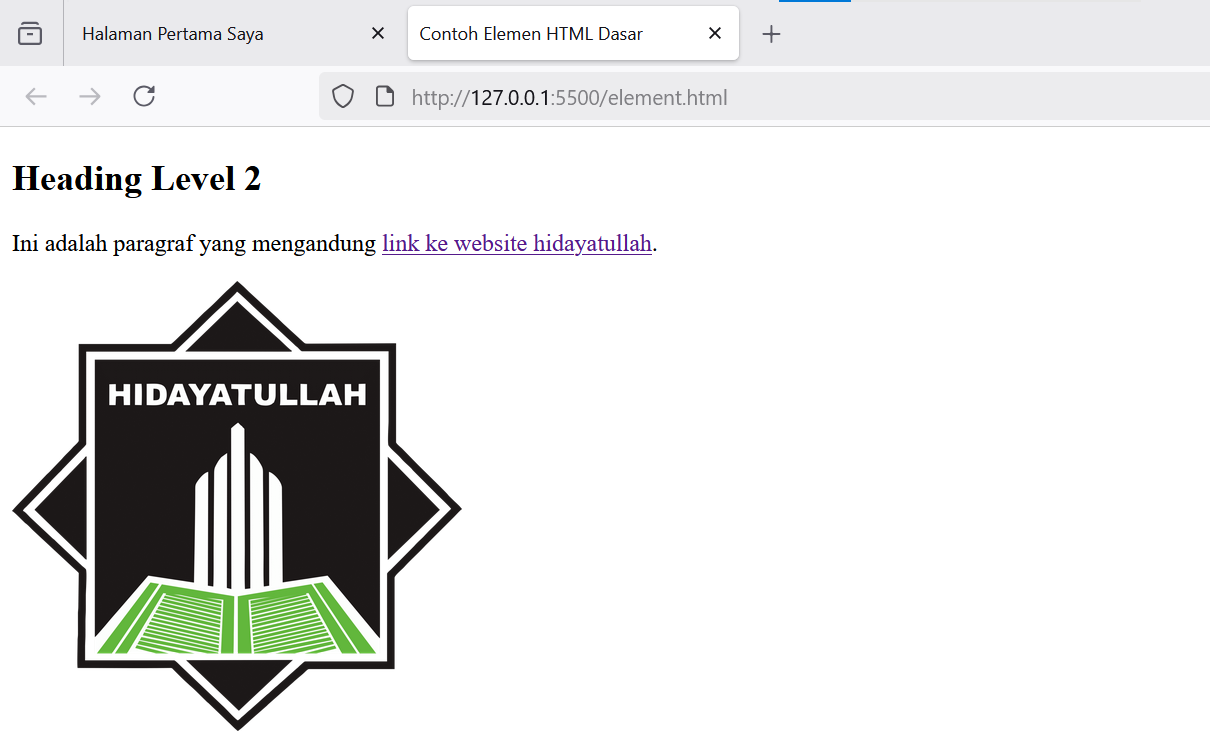 Halaman Pertama Saya
Contoh Elemen HTML Dasar
http://127.0.0.1:5500/element.html
Heading Level 2
Ini adalah paragraf yang mengandung link ke website hidayatullah.
HIDAYATULLAH